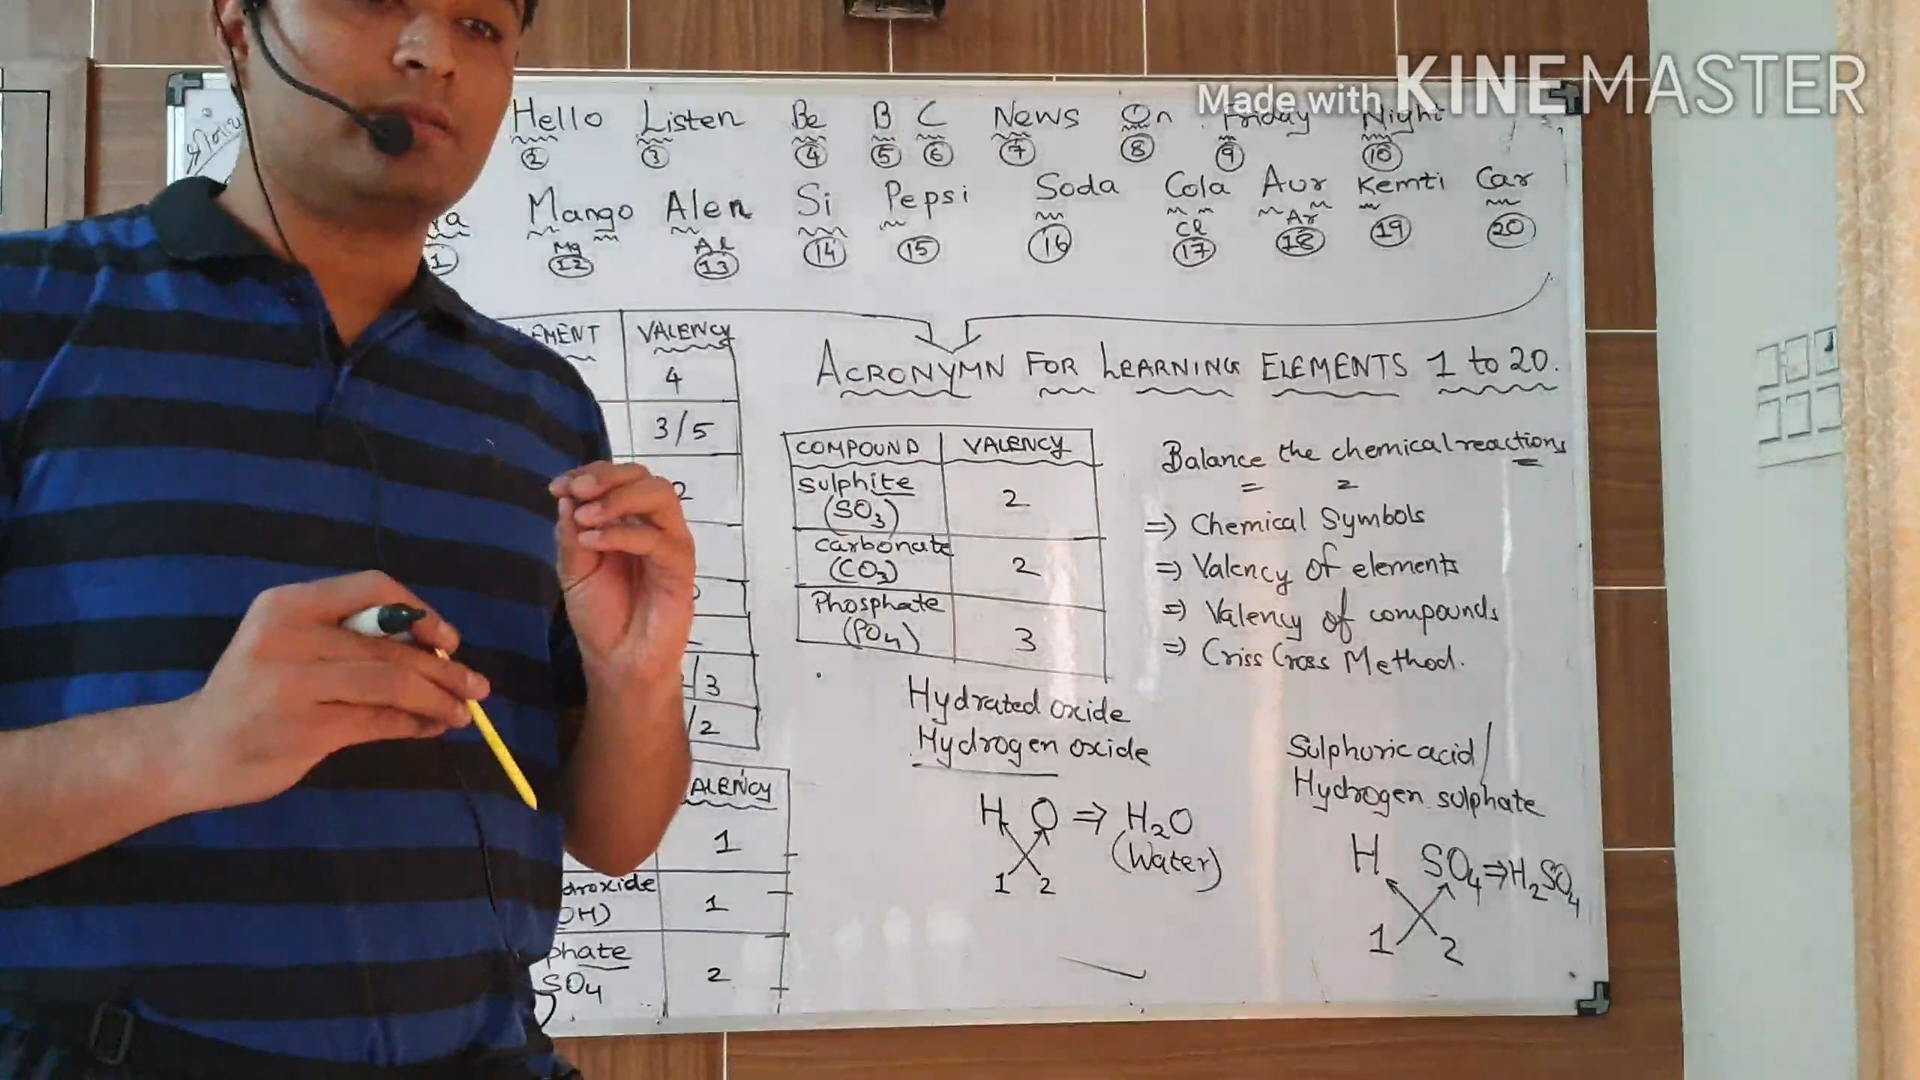 Made with KINEMASTER
Hello Listen Be B C News On Friday Night
2 3 4 5 6 7 8 9 10
Mango Alen Si Pepsi Soda Cola Aur Kemti Car
Mg Al Cl Ar
12 13 14 15 16 17 18 19 20
VALENCY
4
3/5
2
/3
/2
ACRONYMN FOR LEARNING ELEMENTS 1 to 20.
COMPOUND VALENCY
Sulphite
(SO3) 2
Carbonate
(CO3) 2
Phosphate
(PO4) 3
Balance the chemical reactions
=) Chemical Symbols
=) Valency of elements
=) Valency of compounds
=) Criss Cross Method.
Hydrated oxide
Hydrogen oxide
H O ⇒ H2O
(Water)
1 2
Sulphuric acid/
Hydrogen sulphate
H SO4 ⇒ H2SO4
1 2
ALENCY
1
droxide
OH) 1
phate
SO4 2